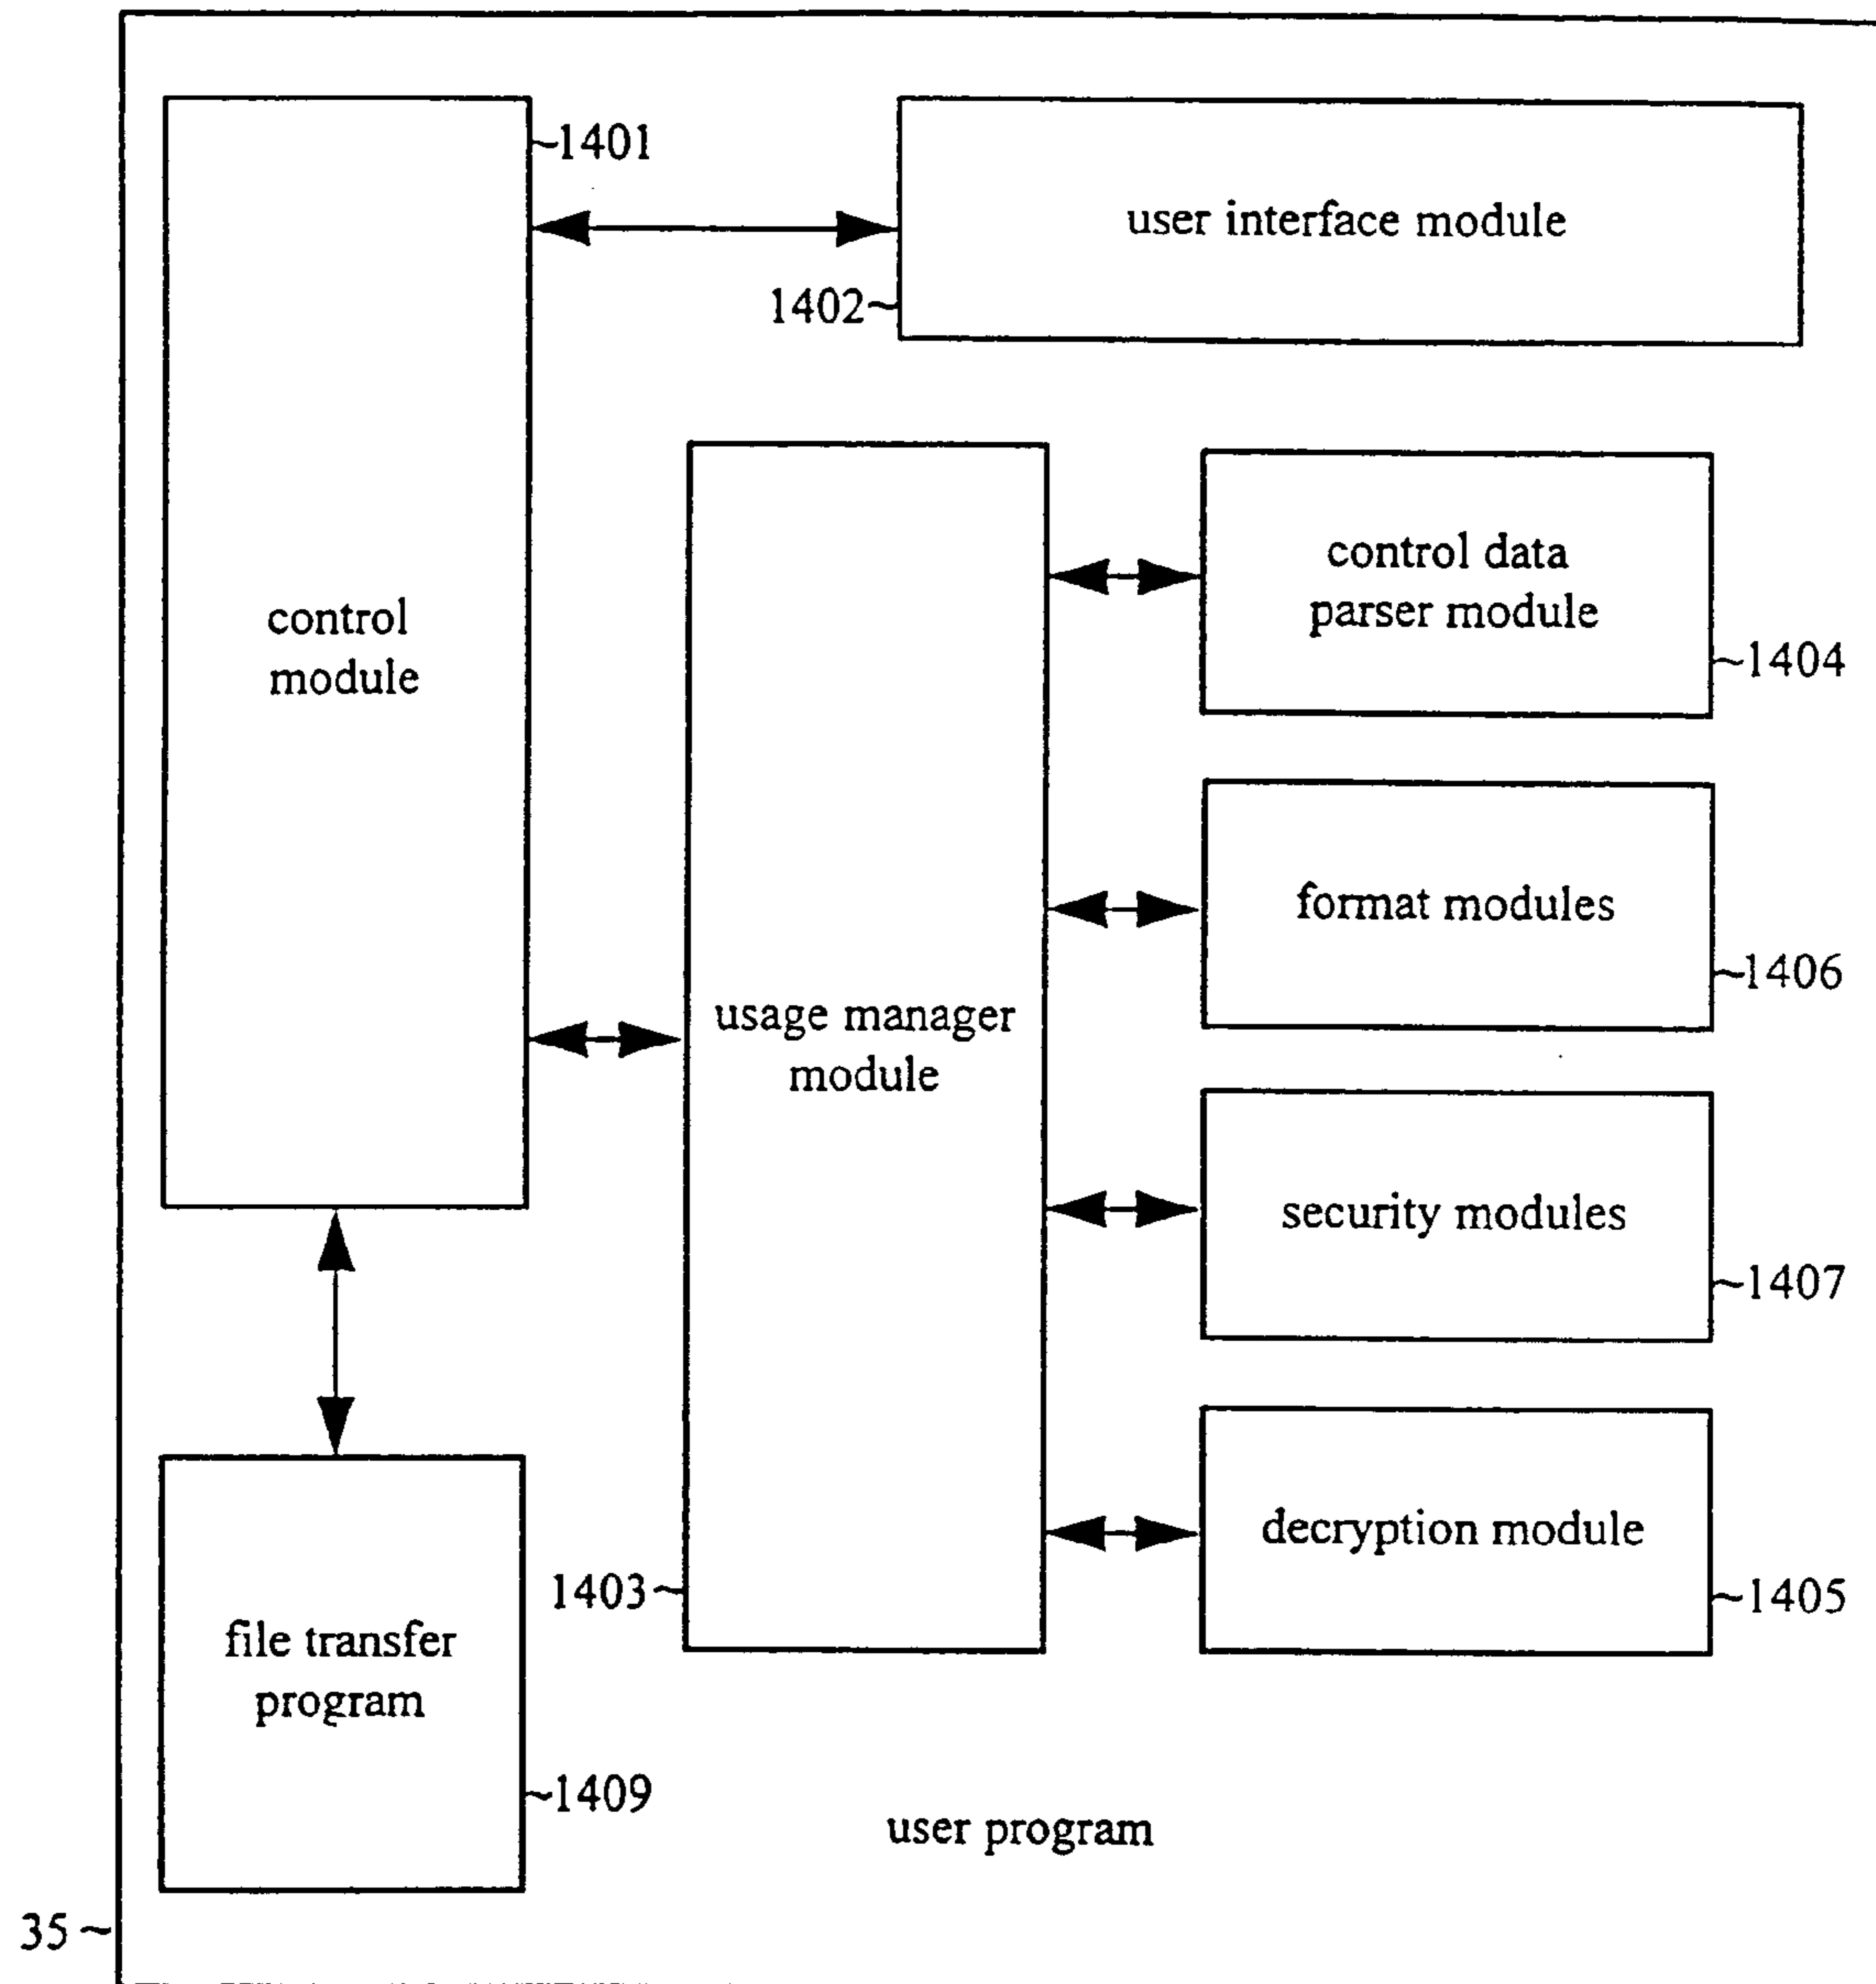 ~1401
user interface module
1402~
control data
parser module
~1404
control
module
format modules
~1406
usage manager
module
security modules
~1407
decryption module
~1405
1403~
file transfer
program
~1409
user program
35~